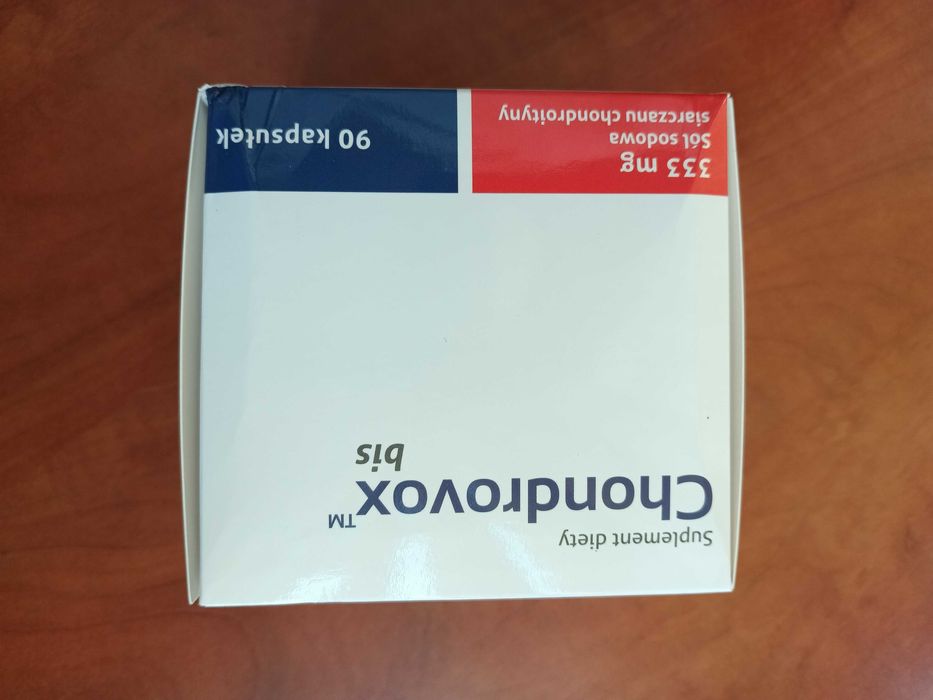 Suplement diety
Chondrovox™
bis
333 mg
Sól sodowa
siarczanu chondroityny
90 kapsułek